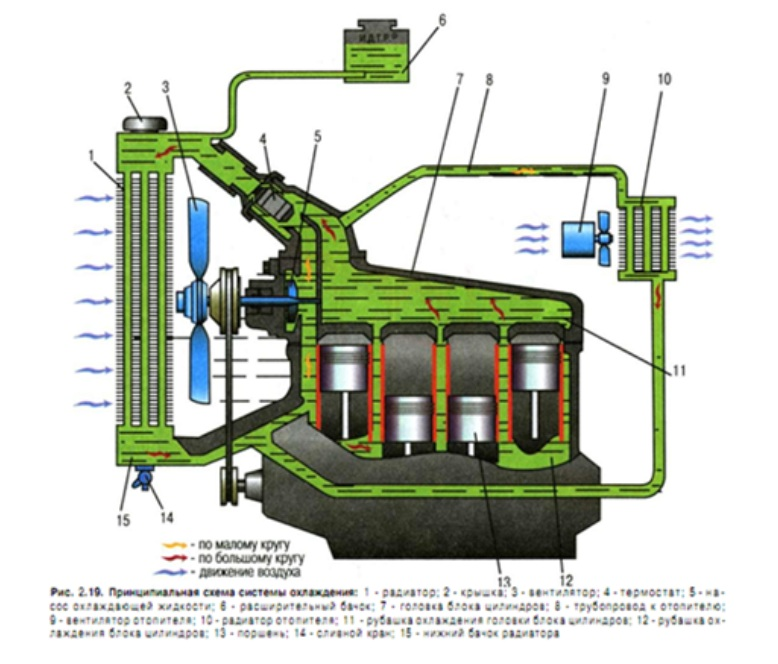 6
2 3
7 8 9 10
4 5
1
11
15 14
13 12
- по малому кругу
- по большому кругу
- движение воздуха
Рис. 2.19. Принципиальная схема системы охлаждения: 1 - радиатор; 2 - крышка; 3 - вентилятор; 4 - термостат; 5 - на-
сос охлаждающей жидкости; 6 - расширительный бачок; 7 - головка блока цилиндров; 8 - трубопровод к отопителю;
9 - вентилятор отопителя; 10 - радиатор отопителя; 11 - рубашка охлаждения головки блока цилиндров; 12 - рубашка ох-
лаждения блока цилиндров; 13 - поршень; 14 - сливной кран; 15 - нижний бачок радиатора